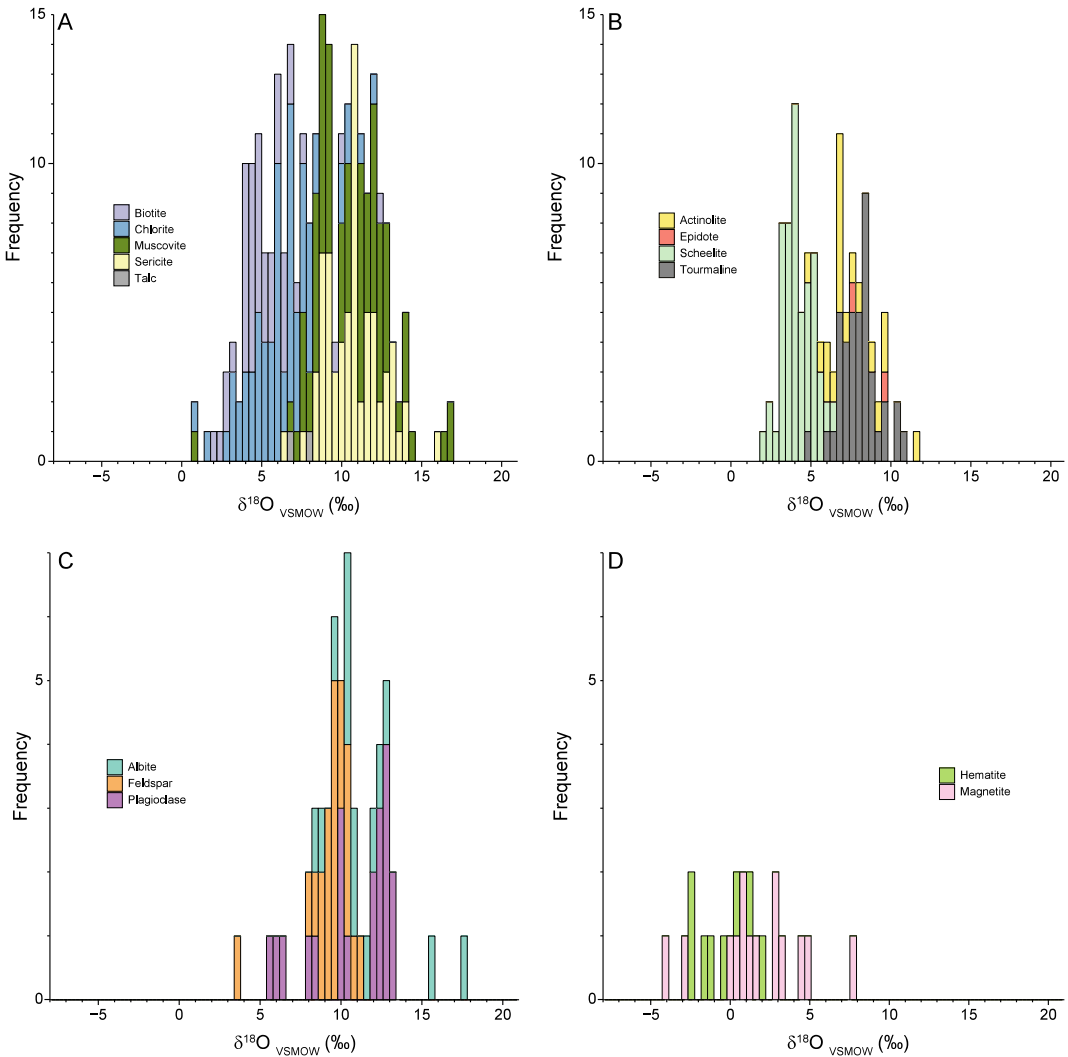 A
15
10
5
0
Frequency
Biotite
Chlorite
Muscovite
Sericite
Talc
−5 0 5 10 15 20
δ¹⁸O VSMOW (‰)
B
15
10
5
0
Frequency
Actinolite
Epidote
Scheelite
Tourmaline
−5 0 5 10 15 20
δ¹⁸O VSMOW (‰)
C
5
0
Frequency
Albite
Feldspar
Plagioclase
−5 0 5 10 15 20
δ¹⁸O VSMOW (‰)
D
5
0
Frequency
Hematite
Magnetite
−5 0 5 10 15 20
δ¹⁸O VSMOW (‰)